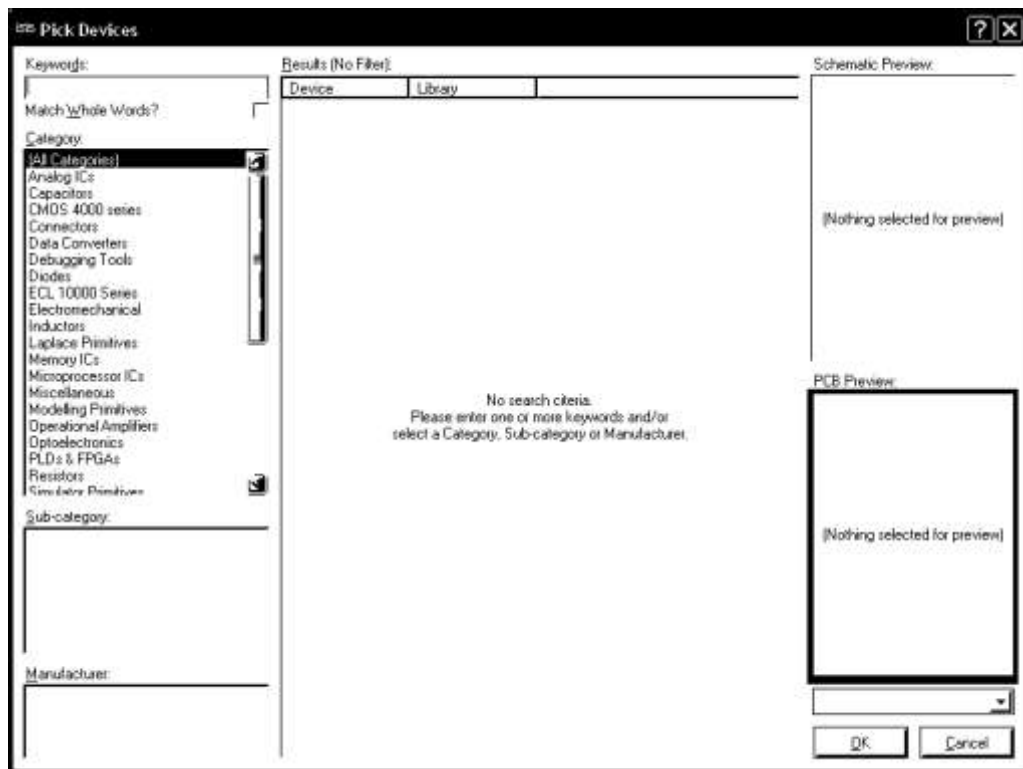 ISIS Pick Devices
Keywords:
Match Whole Words?
Category:
(All Categories)
Analog ICs
Capacitors
CMOS 4000 series
Connectors
Data Converters
Debugging Tools
Diodes
ECL 10000 Series
Electromechanical
Inductors
Laplace Primitives
Memory ICs
Microprocessor ICs
Miscellaneous
Modelling Primitives
Operational Amplifiers
Optoelectronics
PLDs & FPGAs
Resistors
Simulator Primitives
Sub-category:
Manufacturer:
Results (No Filter):
Device Library
No search citeria.
Please enter one or more keywords and/or
select a Category, Sub-category or Manufacturer.
Schematic Preview:
(Nothing selected for preview)
PCB Preview:
(Nothing selected for preview)
OK Cancel